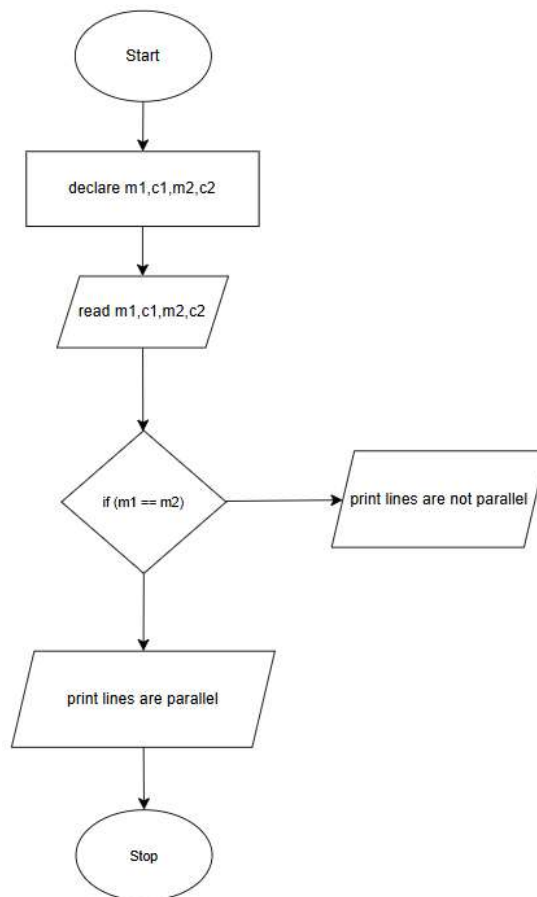 Start
declare m1,c1,m2,c2
read m1,c1,m2,c2
if (m1 == m2)
print lines are not parallel
print lines are parallel
Stop